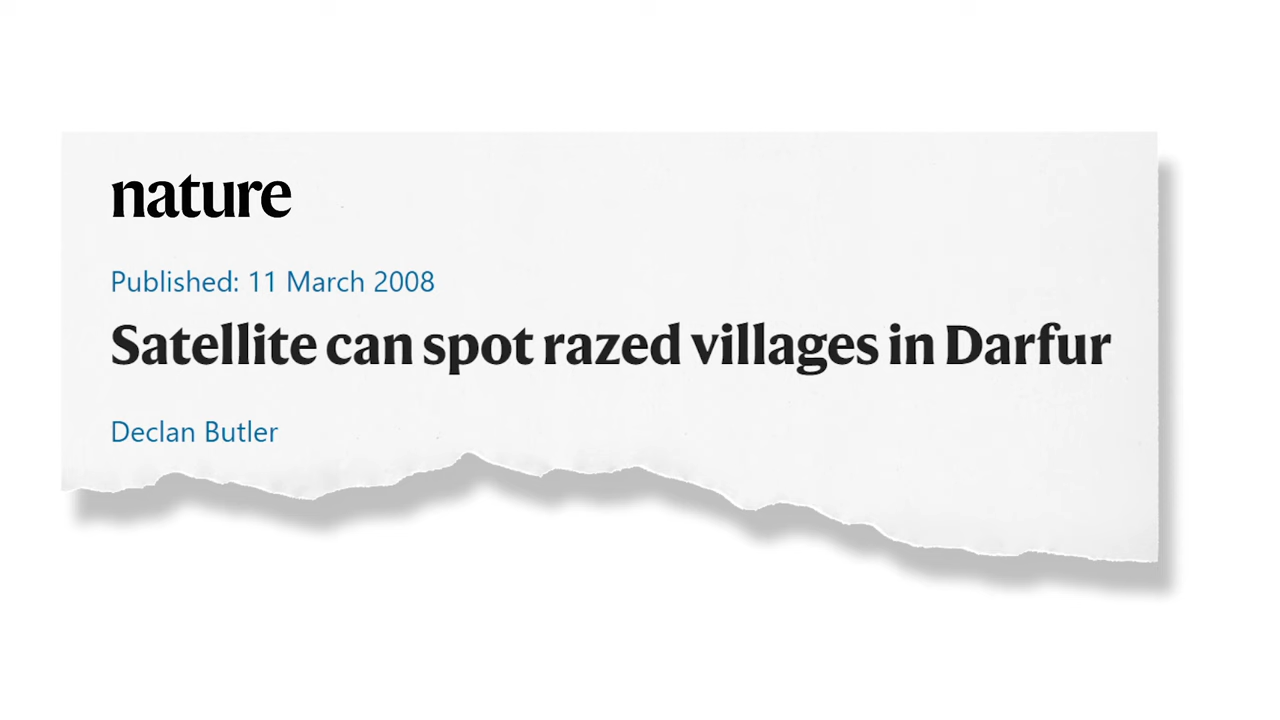 nature
Published: 11 March 2008
Satellite can spot razed villages in Darfur
Declan Butler